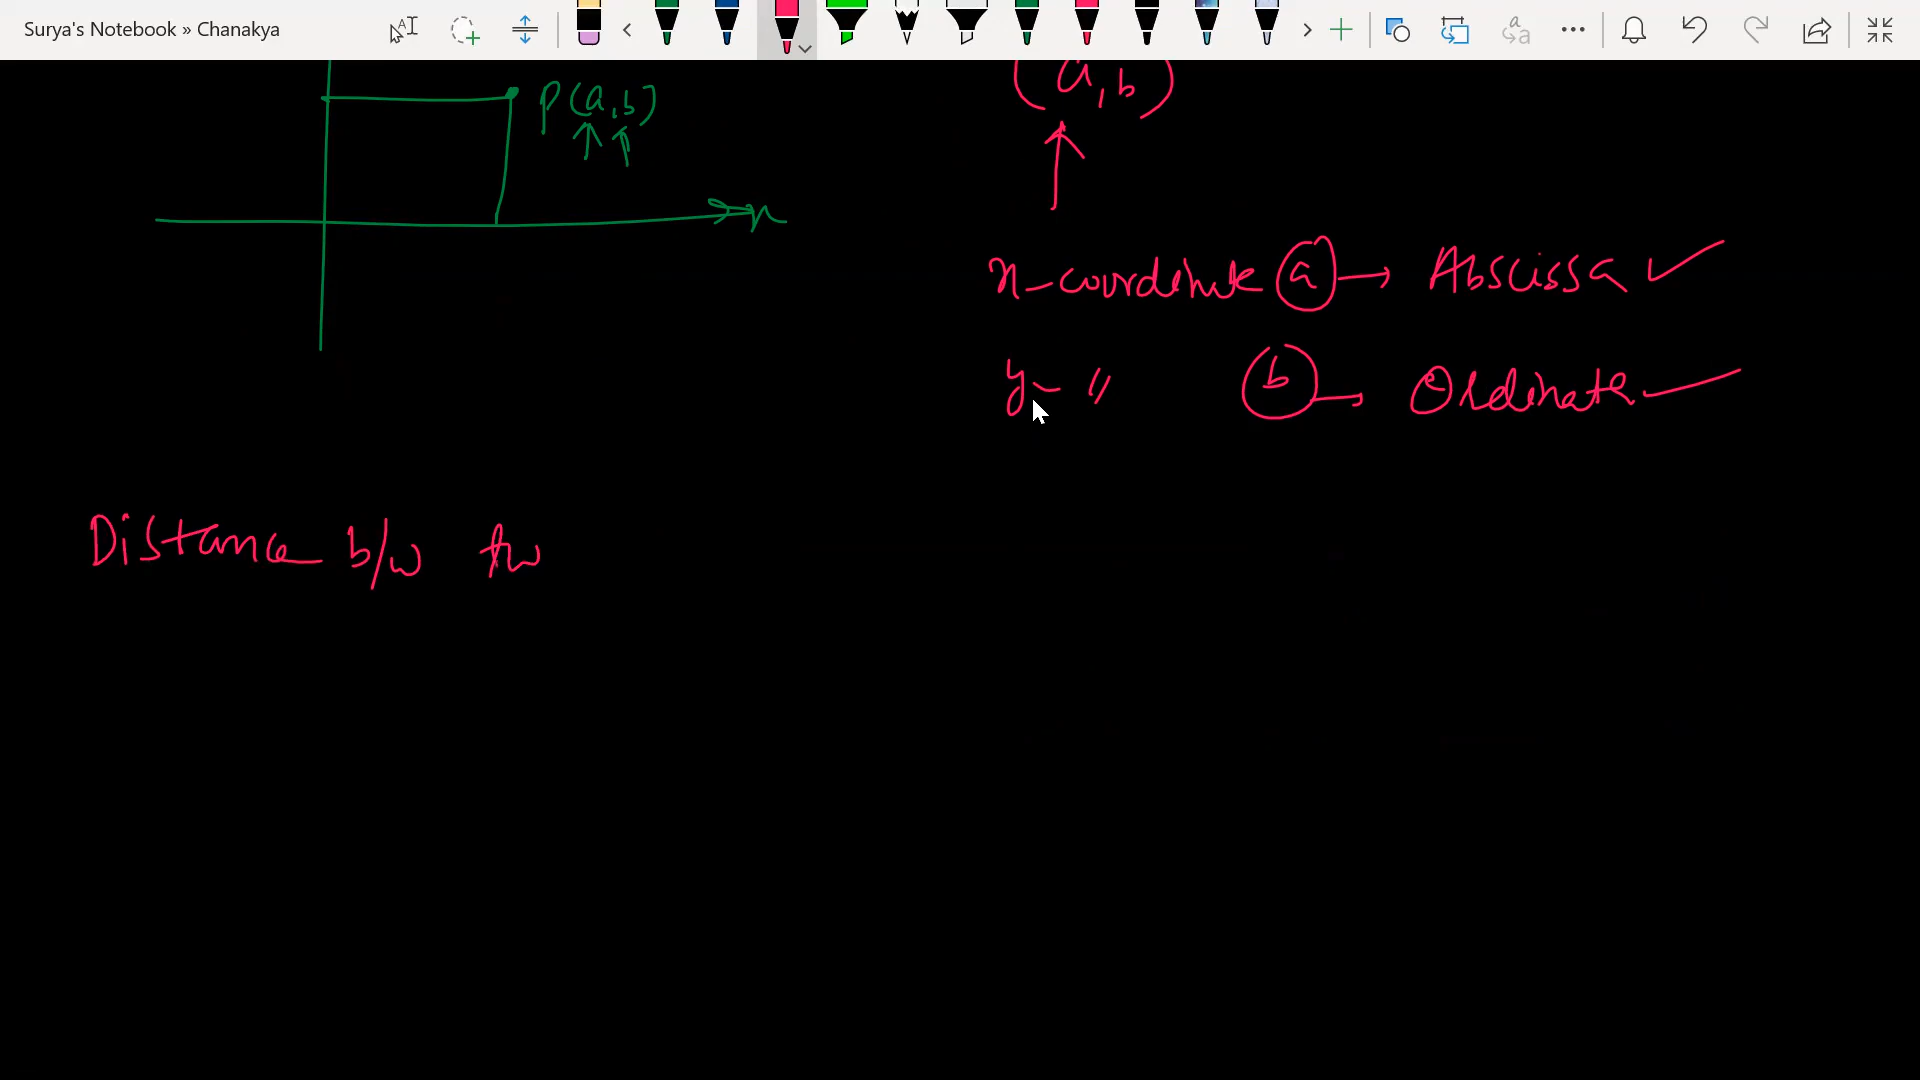 Surya's Notebook » Chanakya
P(a,b)
x
(a,b)
x-coordinate a → Abscissa ✓
y- " b → Ordinate
Distance b/w tw